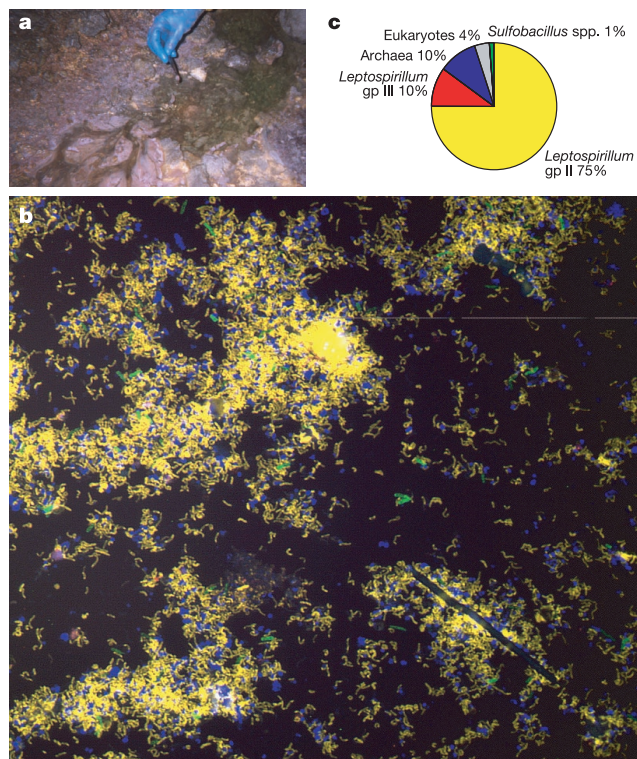 a
c
Eukaryotes 4%
Sulfobacillus spp. 1%
Archaea 10%
Leptospirillum
gp III 10%
Leptospirillum
gp II 75%
b